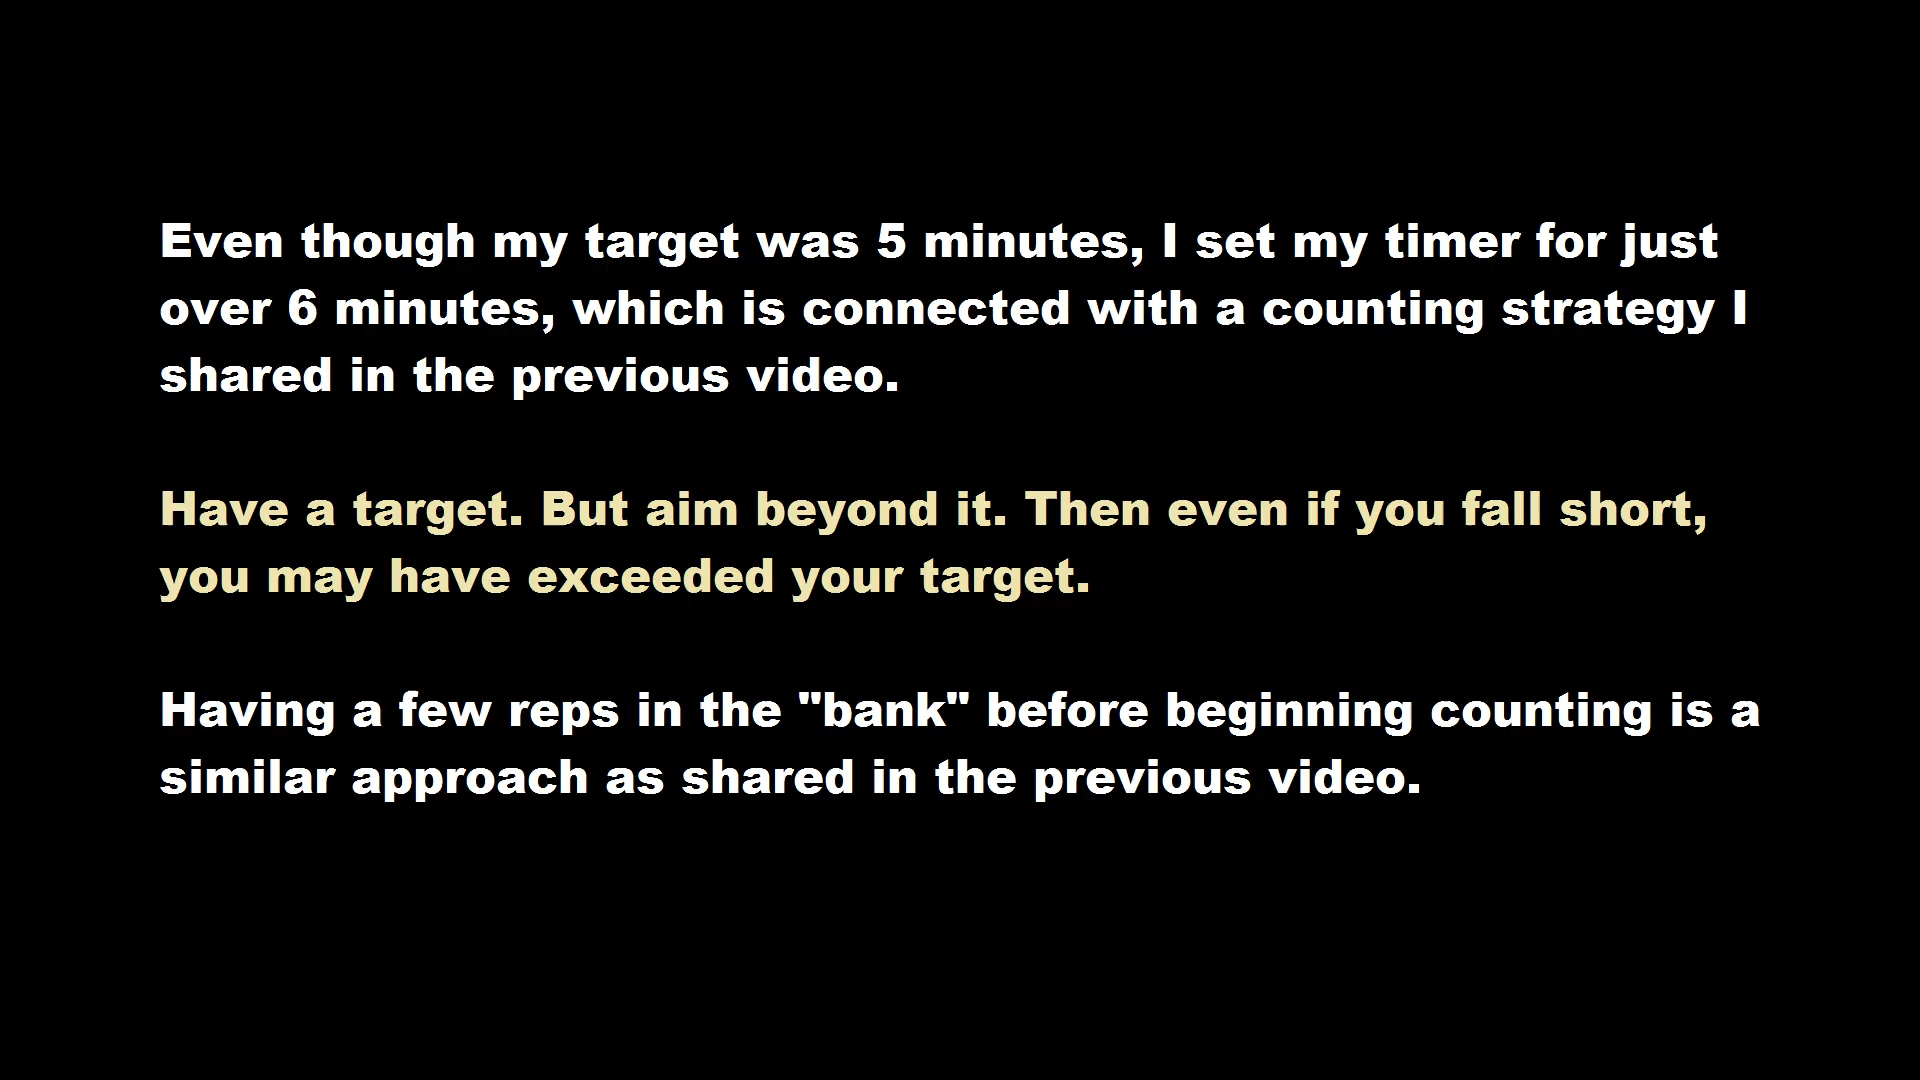 Even though my target was 5 minutes, I set my timer for just
over 6 minutes, which is connected with a counting strategy I
shared in the previous video.
Have a target. But aim beyond it. Then even if you fall short,
you may have exceeded your target.
Having a few reps in the "bank" before beginning counting is a
similar approach as shared in the previous video.